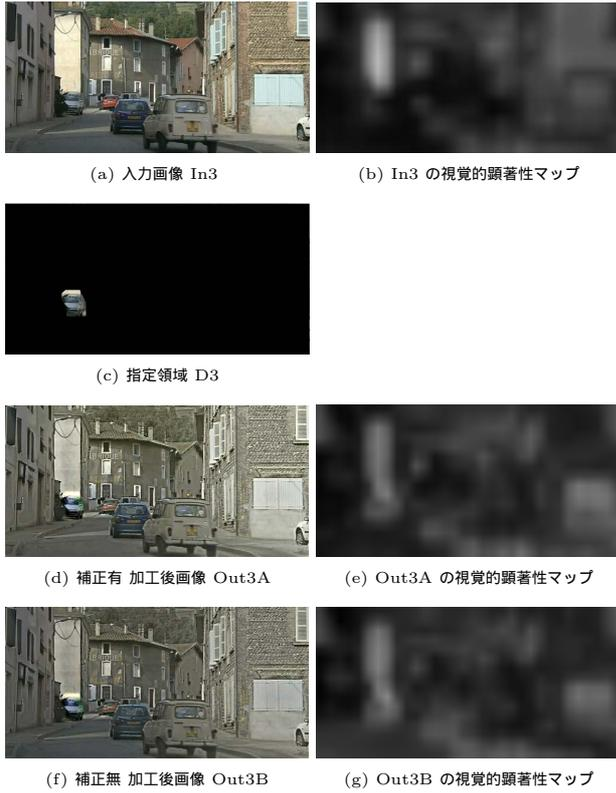 (a) 入力画像 In3
(b) In3 の視覚的顕著性マップ
(c) 指定領域 D3
(d) 補正有 加工後画像 Out3A
(e) Out3A の視覚的顕著性マップ
(f) 補正無 加工後画像 Out3B
(g) Out3B の視覚的顕著性マップ